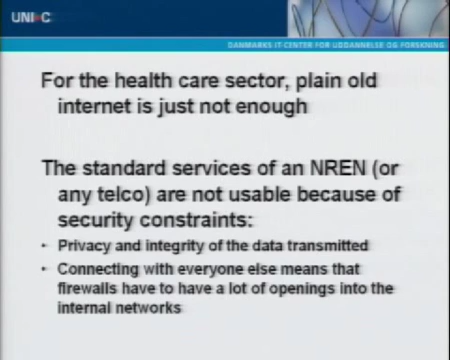 UNI•C
DANMARKS IT-CENTER FOR UDDANNELSE OG FORSKNING
For the health care sector, plain old
internet is just not enough
The standard services of an NREN (or
any telco) are not usable because of
security constraints:
• Privacy and integrity of the data transmitted
• Connecting with everyone else means that
firewalls have to have a lot of openings into the
internal networks